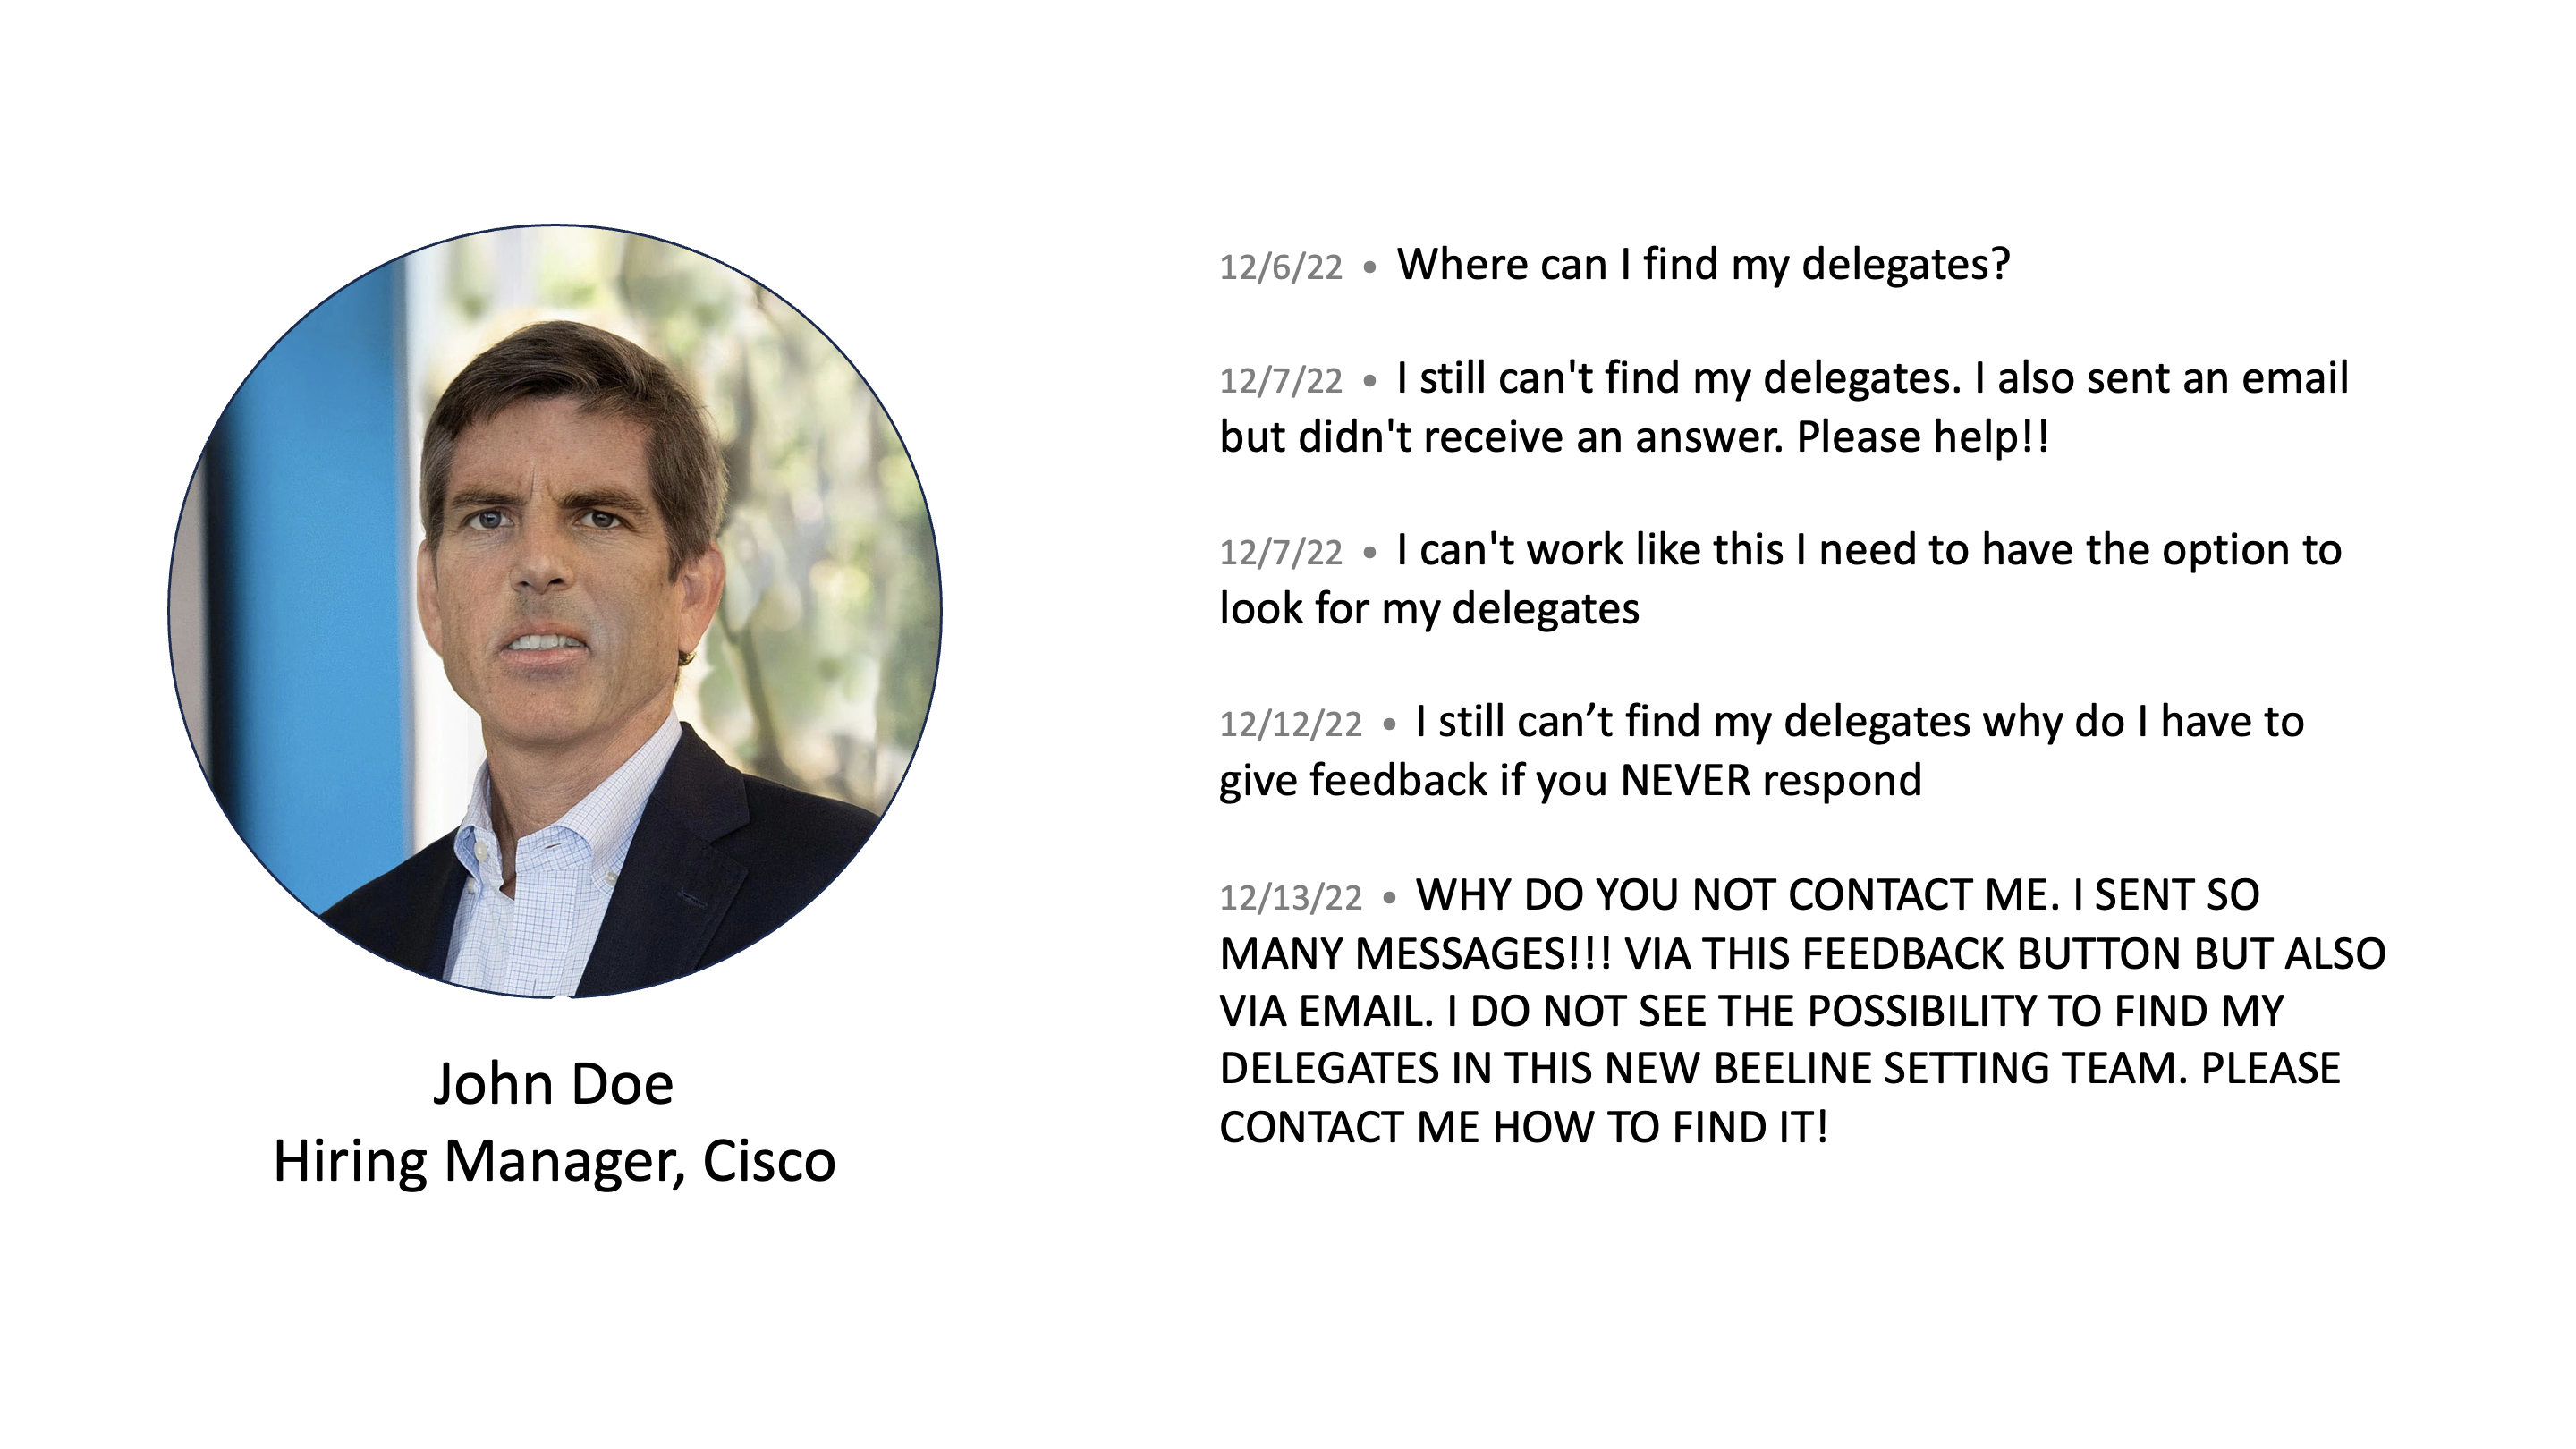 12/6/22 • Where can I find my delegates?
12/7/22 • I still can't find my delegates. I also sent an email
but didn't receive an answer. Please help!!
12/7/22 • I can't work like this I need to have the option to
look for my delegates
12/12/22 • I still can’t find my delegates why do I have to
give feedback if you NEVER respond
12/13/22 • WHY DO YOU NOT CONTACT ME. I SENT SO
MANY MESSAGES!!! VIA THIS FEEDBACK BUTTON BUT ALSO
VIA EMAIL. I DO NOT SEE THE POSSIBILITY TO FIND MY
DELEGATES IN THIS NEW BEELINE SETTING TEAM. PLEASE
CONTACT ME HOW TO FIND IT!
John Doe
Hiring Manager, Cisco